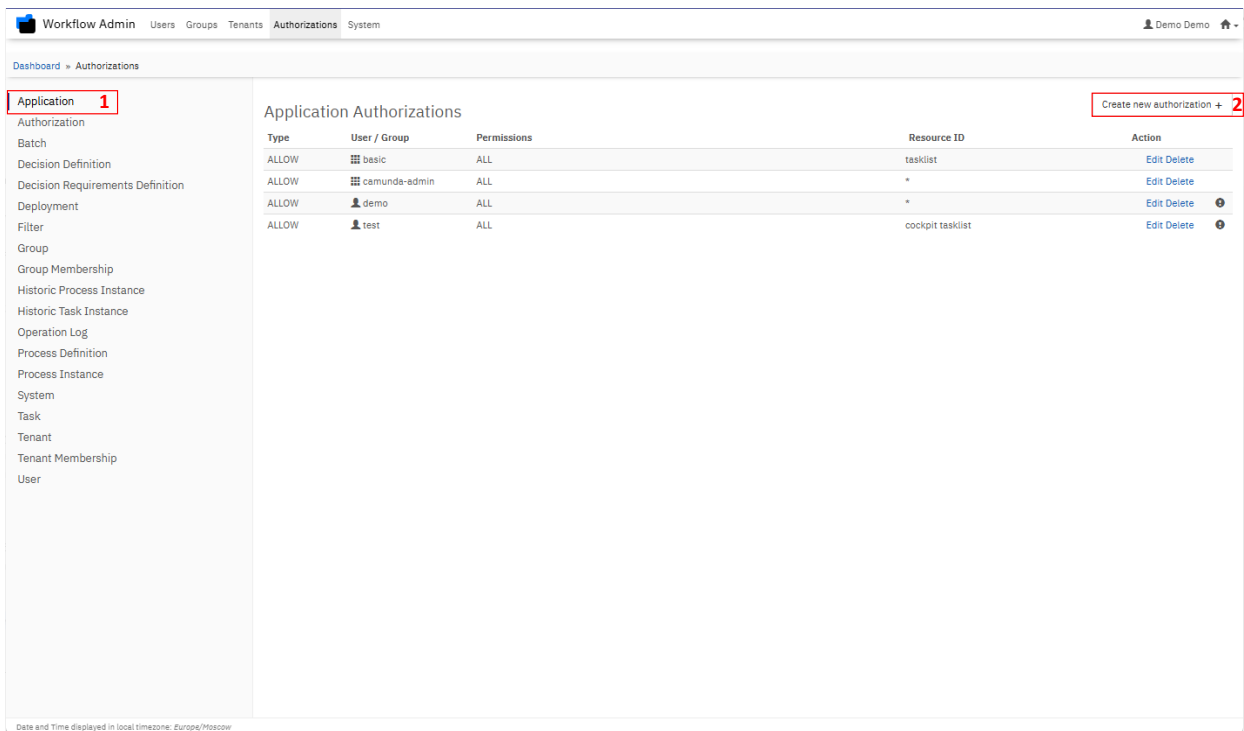 Workflow Admin Users Groups Tenants Authorizations System Demo Demo
Dashboard » Authorizations
Application 1
Authorization
Batch
Decision Definition
Decision Requirements Definition
Deployment
Filter
Group
Group Membership
Historic Process Instance
Historic Task Instance
Operation Log
Process Definition
Process Instance
System
Task
Tenant
Tenant Membership
User
Application Authorizations
Create new authorization + 2
Type User / Group Permissions Resource ID Action
ALLOW basic ALL tasklist Edit Delete
ALLOW camunda-admin ALL * Edit Delete
ALLOW demo ALL * Edit Delete
ALLOW test ALL cockpit tasklist Edit Delete
Date and Time displayed in local timezone: Europe/Moscow